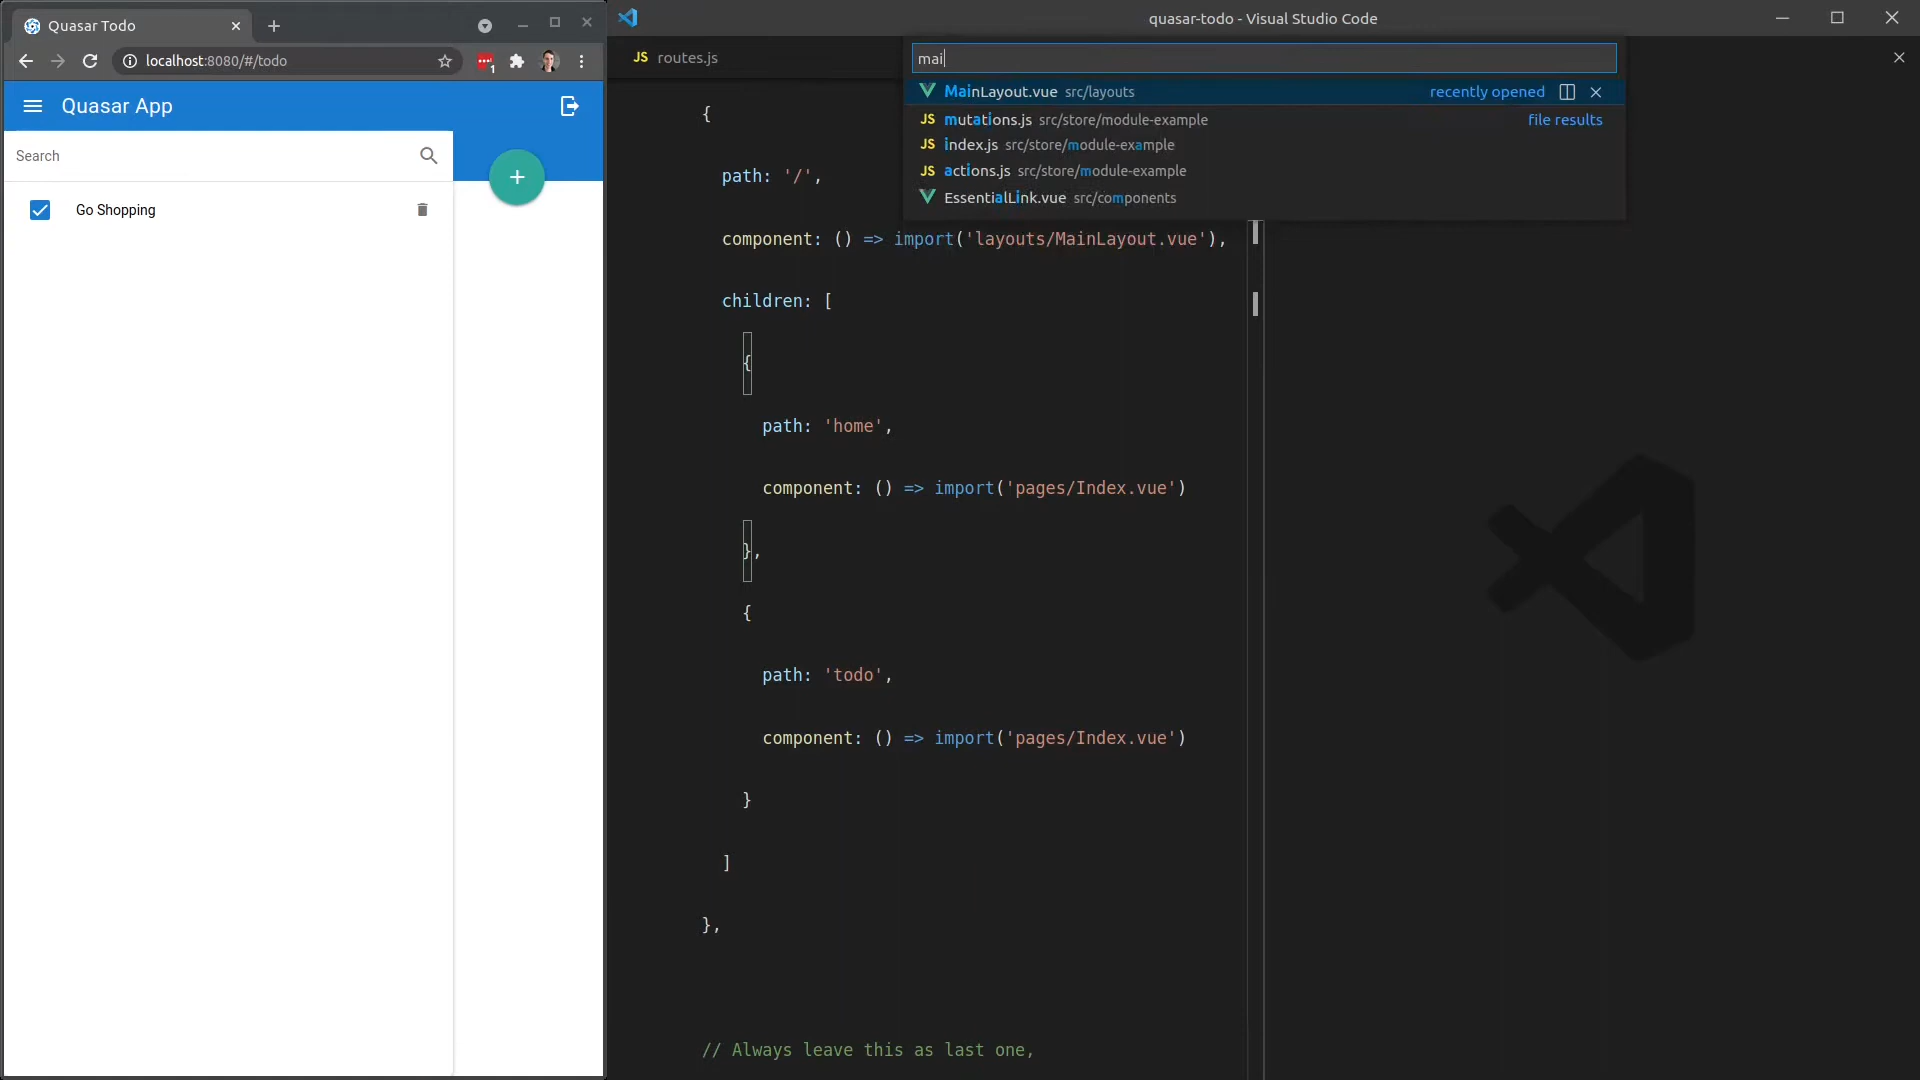 Quasar Todo
localhost:8080/#/todo
1
Quasar App
Search
+
Go Shopping
quasar-todo - Visual Studio Code
JS routes.js
mai
MainLayout.vue src/layouts recently opened
JS mutations.js src/store/module-example file results
JS index.js src/store/module-example
JS actions.js src/store/module-example
EssentialLink.vue src/components
{
path: '/',
component: () => import('layouts/MainLayout.vue'),
children: [
{
path: 'home',
component: () => import('pages/Index.vue')
},
{
path: 'todo',
component: () => import('pages/Index.vue')
}
]
},
// Always leave this as last one,